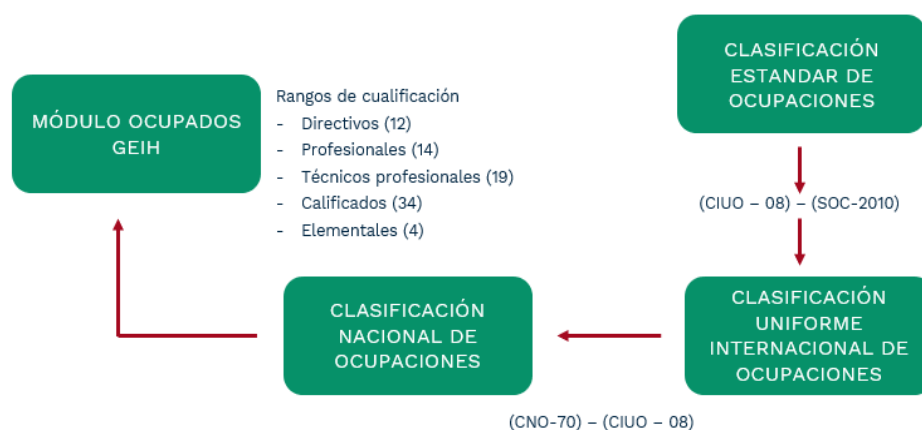 CLASIFICACIÓN
ESTANDAR DE
OCUPACIONES
MÓDULO OCUPADOS
GEIH
Rangos de cualificación
- Directivos (12)
- Profesionales (14)
- Técnicos profesionales (19)
- Calificados (34)
- Elementales (4)
(CIUO – 08) – (SOC-2010)
CLASIFICACIÓN
NACIONAL DE
OCUPACIONES
CLASIFICACIÓN
UNIFORME
INTERNACIONAL DE
OCUPACIONES
(CNO-70) – (CIUO – 08)